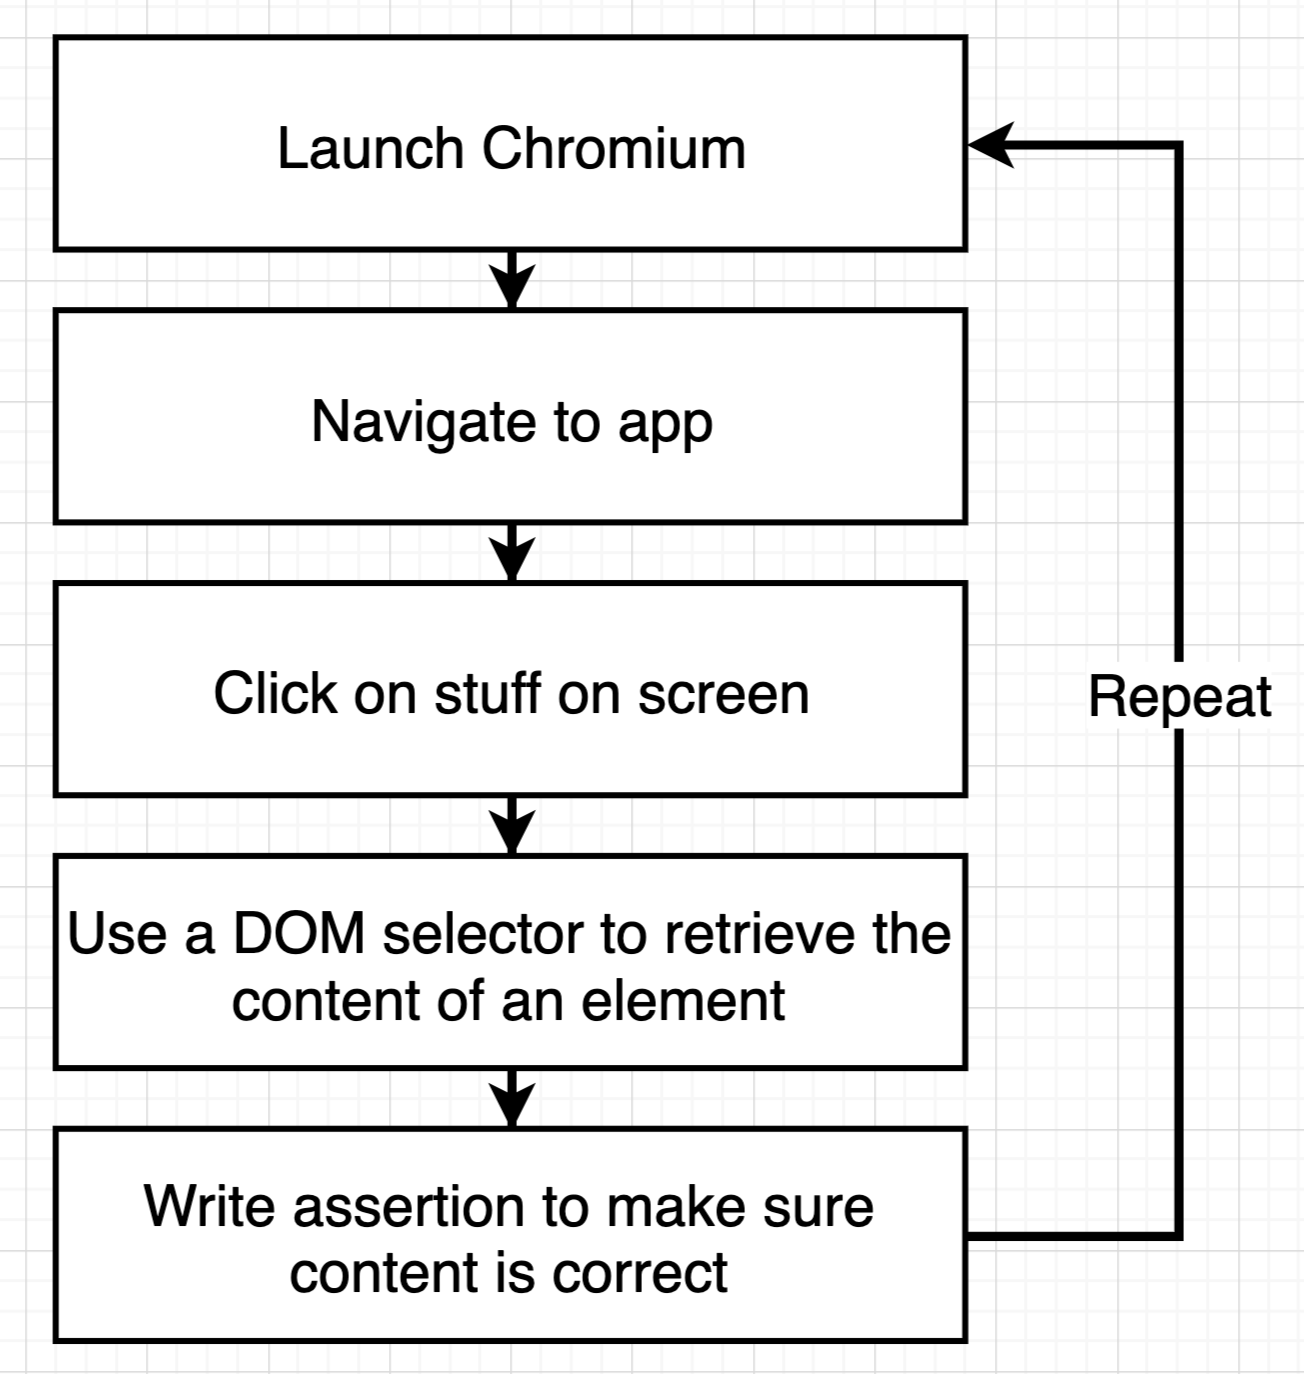 Launch Chromium
Navigate to app
Click on stuff on screen
Repeat
Use a DOM selector to retrieve the
content of an element
Write assertion to make sure
content is correct